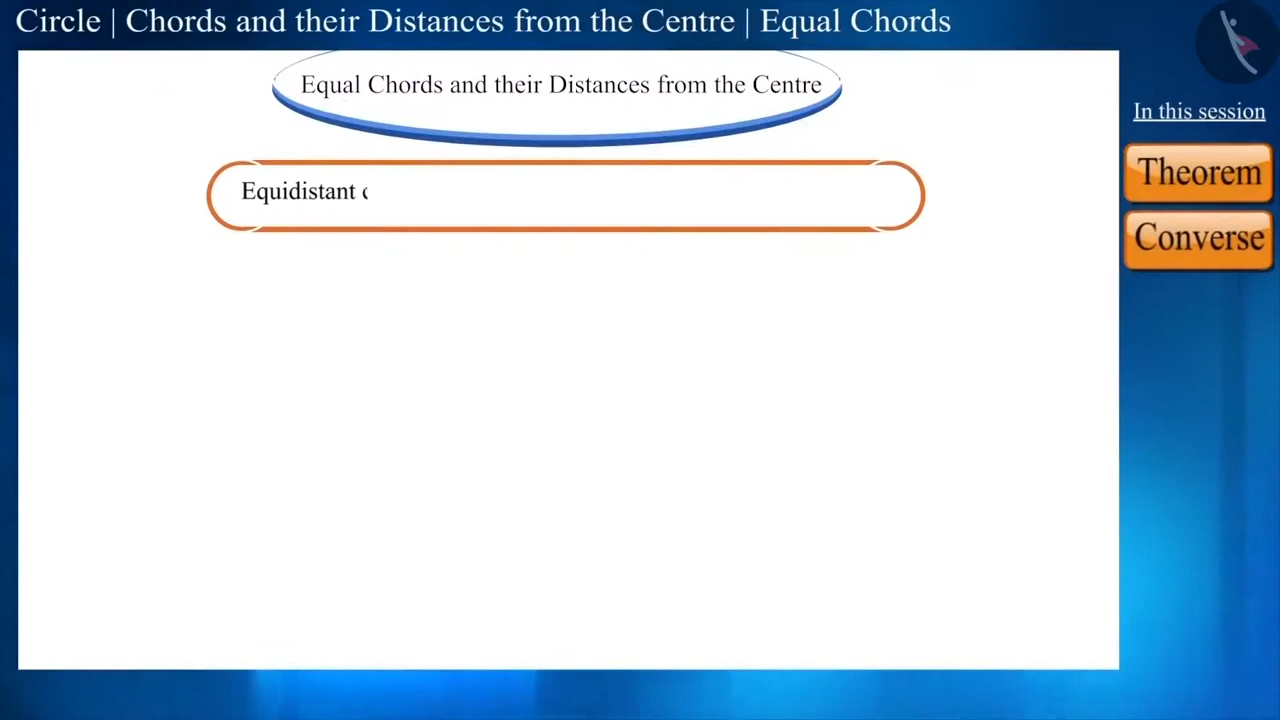 Circle | Chords and their Distances from the Centre | Equal Chords
Equal Chords and their Distances from the Centre
In this session
Theorem
Converse
Equidistant